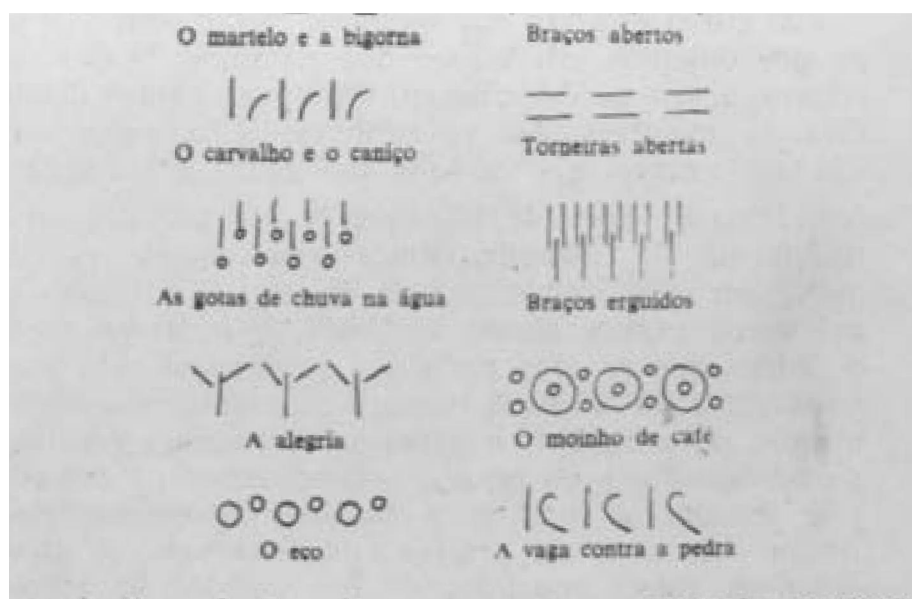 O martelo e a bigorna
Braços abertos
O carvalho e o caniço
Torneiras abertas
As gotas de chuva na água
Braços erguidos
A alegria
O moinho de café
O eco
A vaga contra a pedra